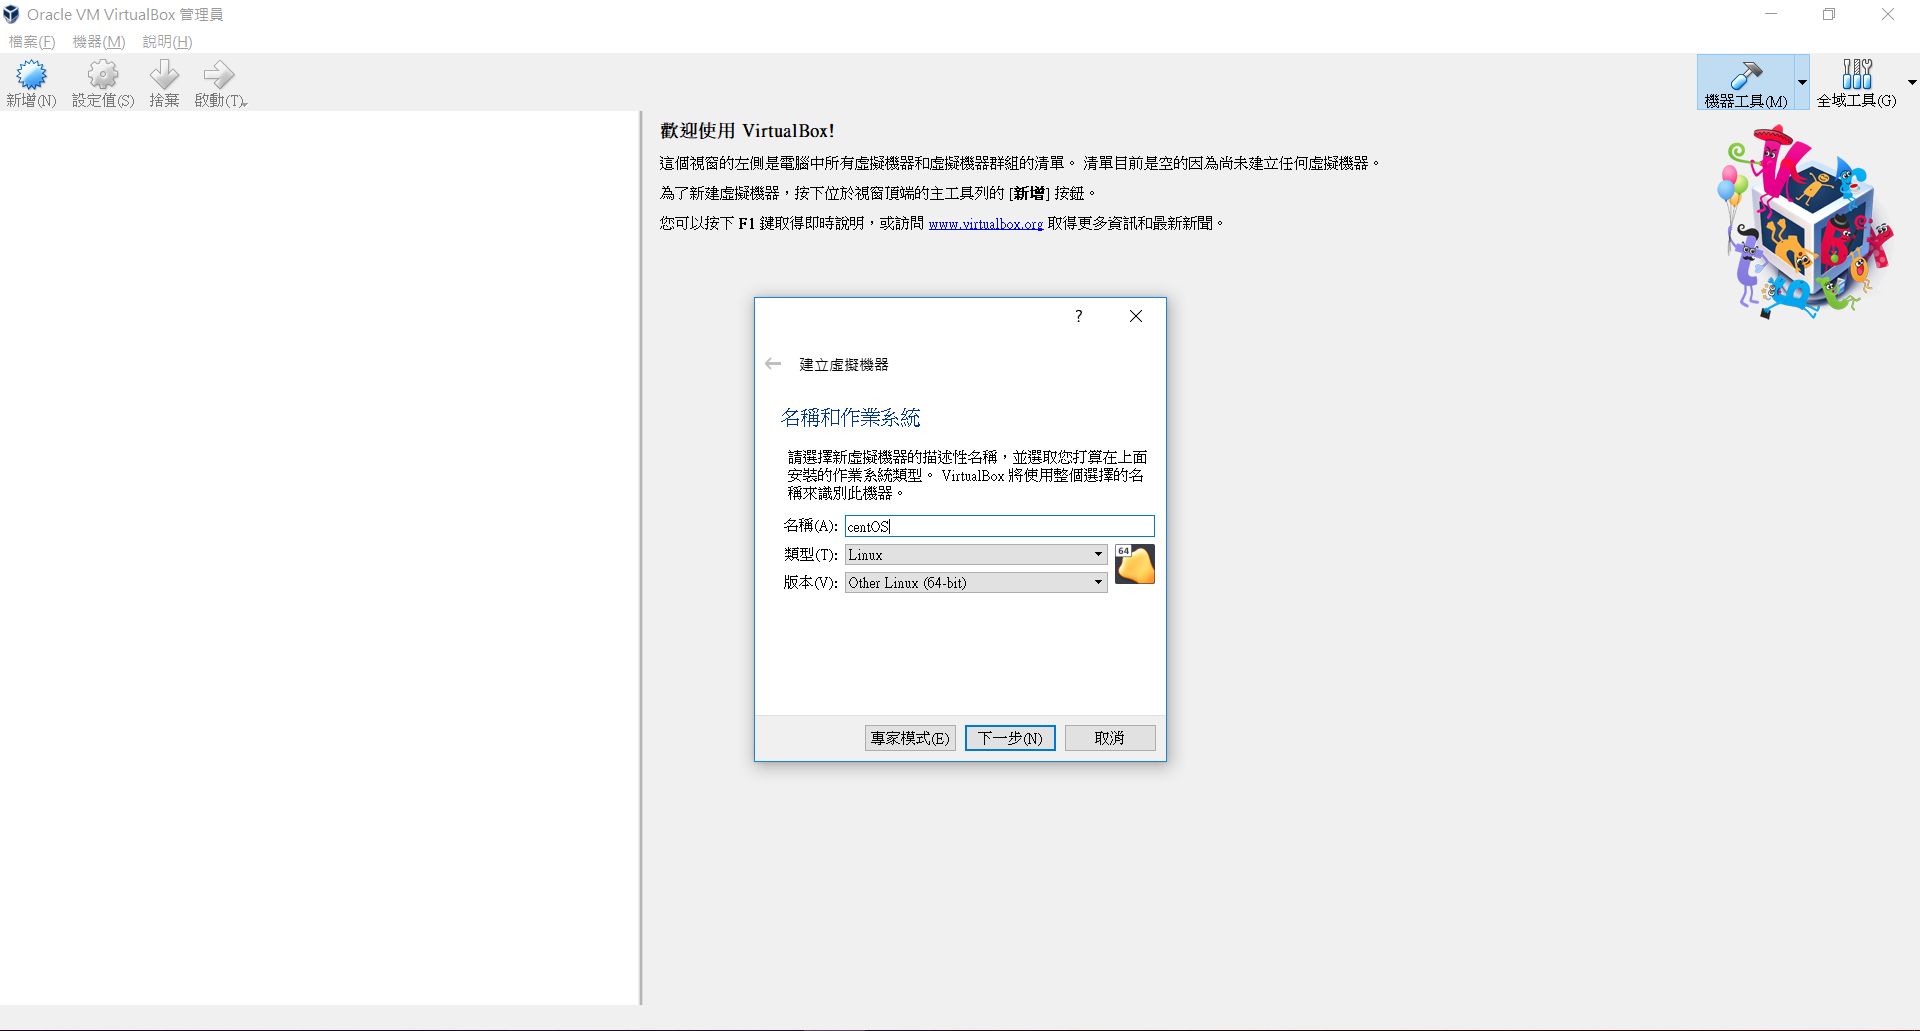 Oracle VM VirtualBox 管理員
檔案(F) 機器(M) 說明(H)
新增(N) 設定值(S) 捨棄 啟動(T)
機器工具(M) 全域工具(G)
歡迎使用 VirtualBox!
這個視窗的左側是電腦中所有虛擬機器和虛擬機器群組的清單。 清單目前是空的因為尚未建立任何虛擬機器。
為了新建虛擬機器，按下位於視窗頂端的主工具列的 [新增] 按鈕。
您可以按下 F1 鍵取得即時說明，或訪問 www.virtualbox.org 取得更多資訊和最新新聞。
?
建立虛擬機器
名稱和作業系統
請選擇新虛擬機器的描述性名稱，並選取您打算在上面
安裝的作業系統類型。 VirtualBox 將使用整個選擇的名
稱來識別此機器。
名稱(A): centOS
類型(T): Linux
64
版本(V): Other Linux (64-bit)
專家模式(E) 下一步(N) 取消